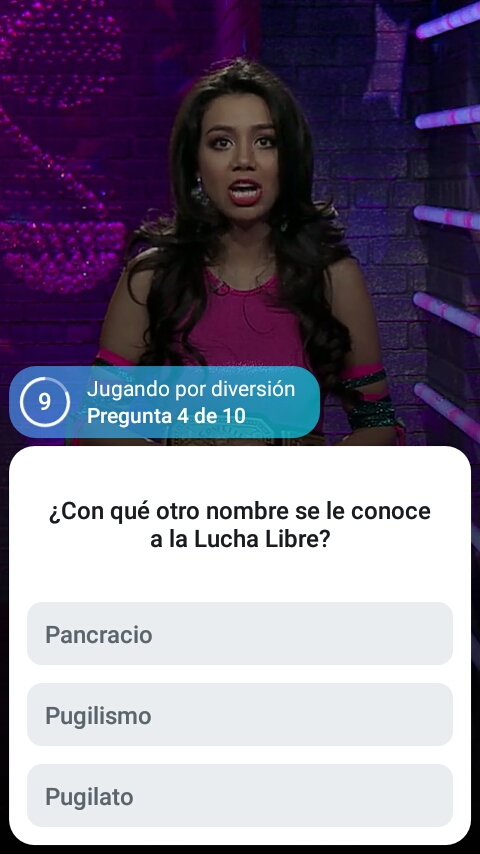 9
Jugando por diversión
Pregunta 4 de 10
¿Con qué otro nombre se le conoce
a la Lucha Libre?
Pancracio
Pugilismo
Pugilato